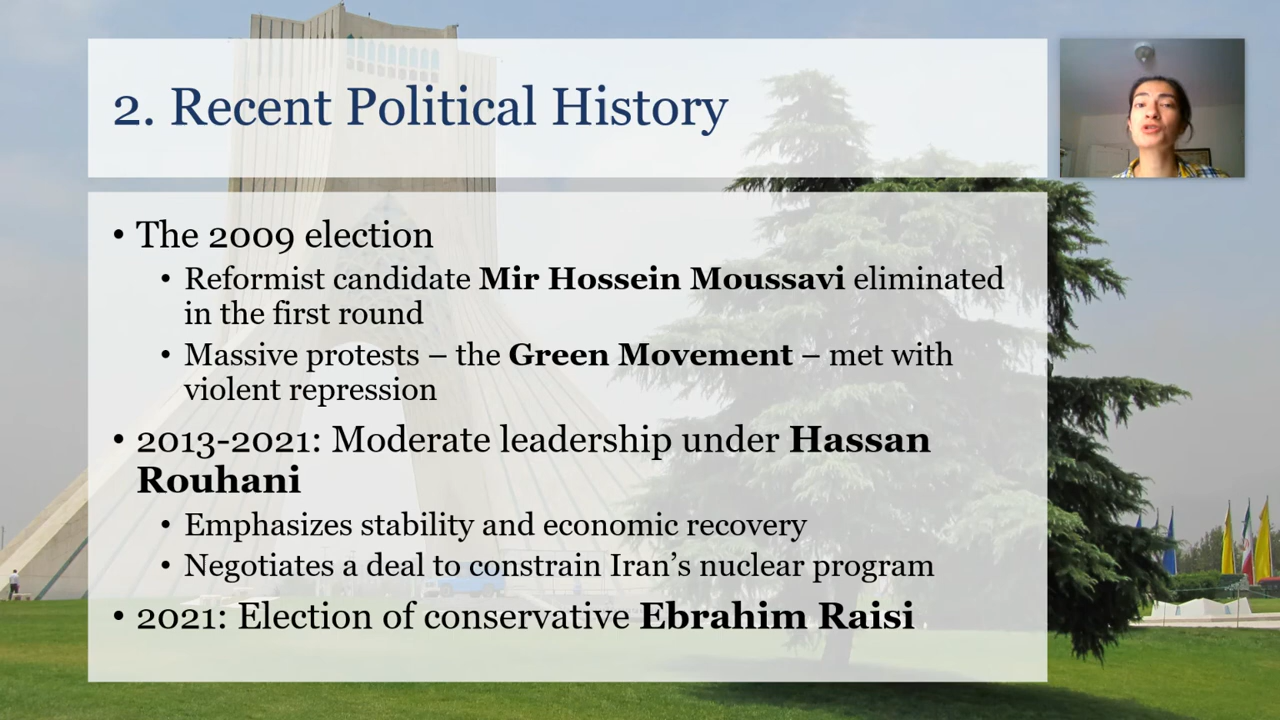 2. Recent Political History
• The 2009 election
• Reformist candidate Mir Hossein Moussavi eliminated
in the first round
• Massive protests – the Green Movement – met with
violent repression
• 2013-2021: Moderate leadership under Hassan
Rouhani
• Emphasizes stability and economic recovery
• Negotiates a deal to constrain Iran’s nuclear program
• 2021: Election of conservative Ebrahim Raisi